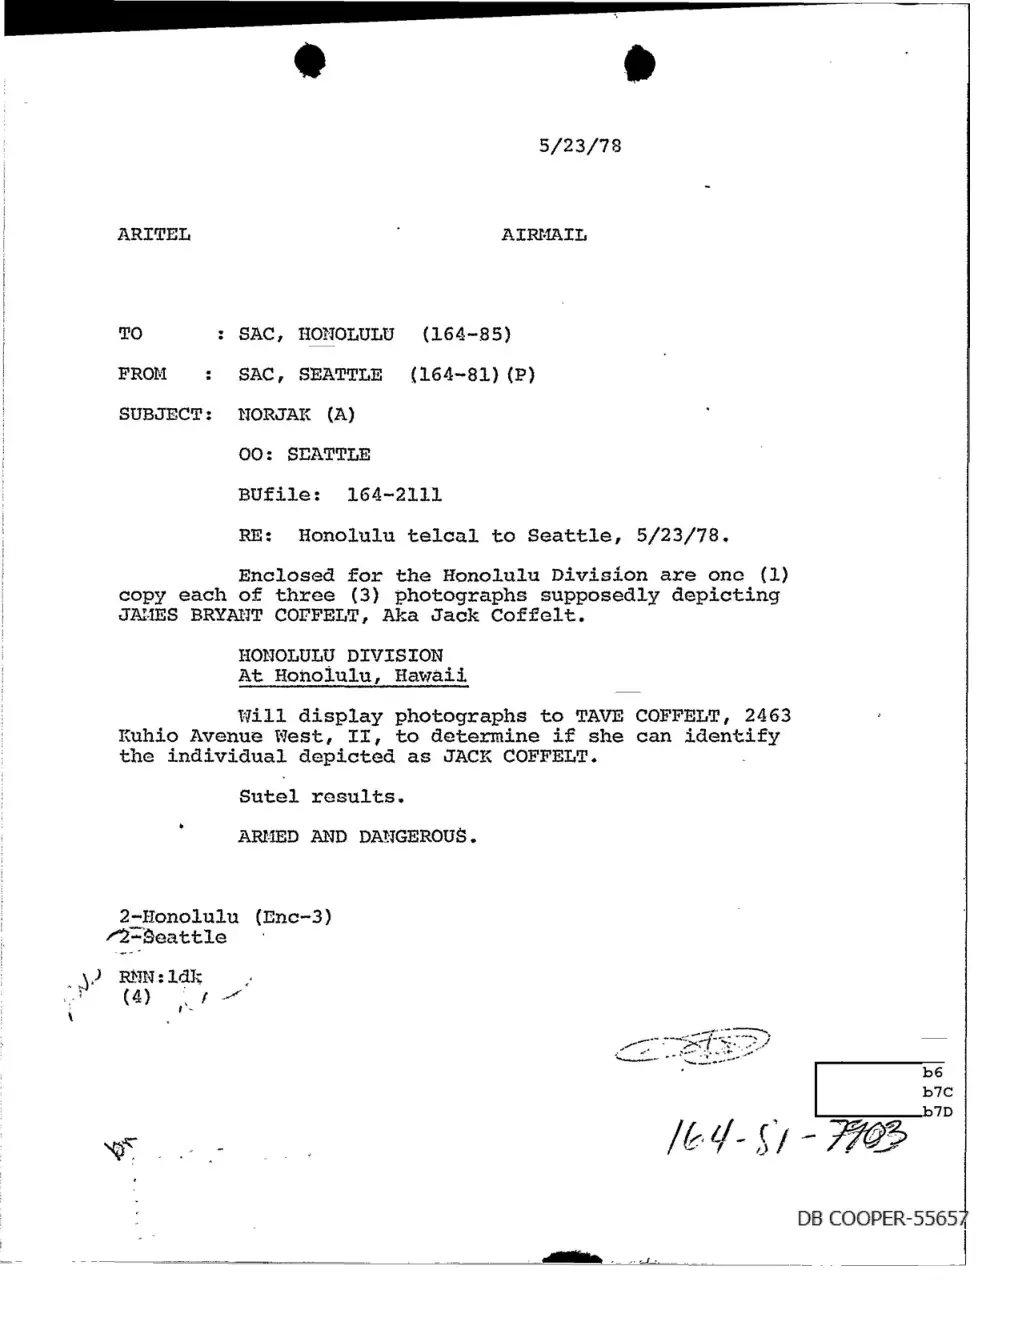 5/23/78
ARITEL AIRMAIL
TO : SAC, HONOLULU (164-85)
FROM : SAC, SEATTLE (164-81)(P)
SUBJECT: NORJAK (A)
OO: SEATTLE
BUfile: 164-2111
RE: Honolulu telcal to Seattle, 5/23/78.
Enclosed for the Honolulu Division are one (1)
copy each of three (3) photographs supposedly depicting
JAMES BRYANT COFFELT, Aka Jack Coffelt.
HONOLULU DIVISION
At Honolulu, Hawaii
Will display photographs to TAVE COFFELT, 2463
Kuhio Avenue West, II, to determine if she can identify
the individual depicted as JACK COFFELT.
Sutel results.
ARMED AND DANGEROUS.
2-Honolulu (Enc-3)
2-Seattle
RNN:ldk
(4)
b6
b7C
b7D
164-81-7903
DB COOPER-55657